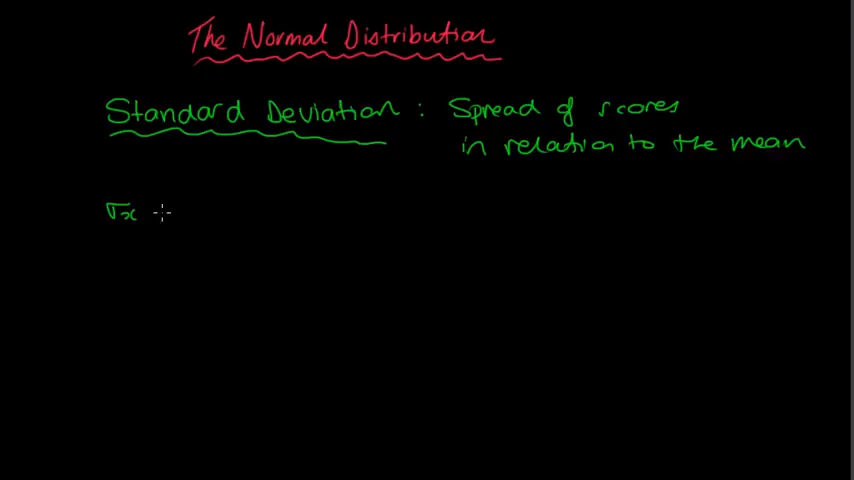 The Normal Distribution
Standard Deviation : Spread of scores
in relation to the mean
σx